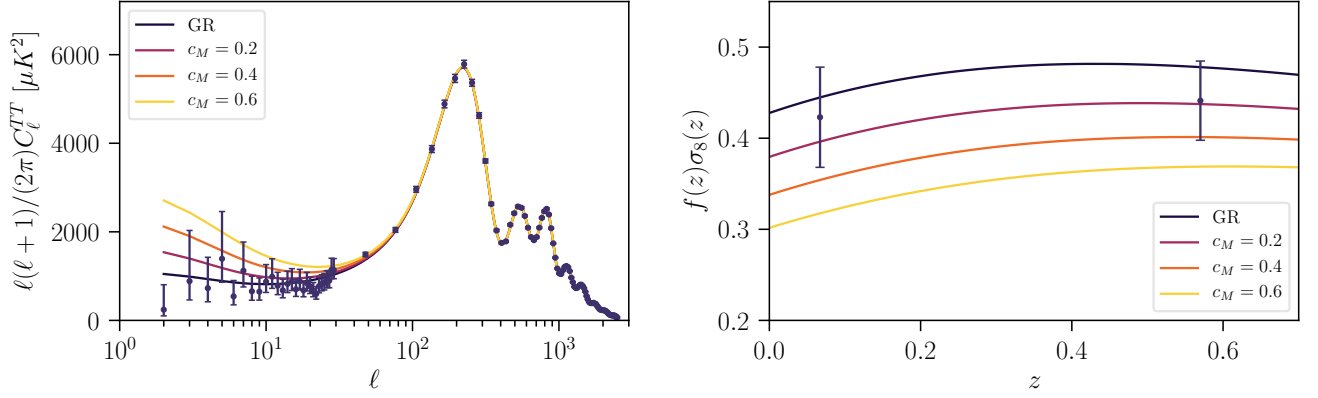 ℓ(ℓ + 1)/(2π)C_ℓ^{TT} [μK²]
6000
4000
2000
0
GR
c_M = 0.2
c_M = 0.4
c_M = 0.6
10⁰
10¹
10²
10³
ℓ
f(z)σ₈(z)
0.5
0.4
0.3
0.2
GR
c_M = 0.2
c_M = 0.4
c_M = 0.6
0.0
0.2
0.4
0.6
z